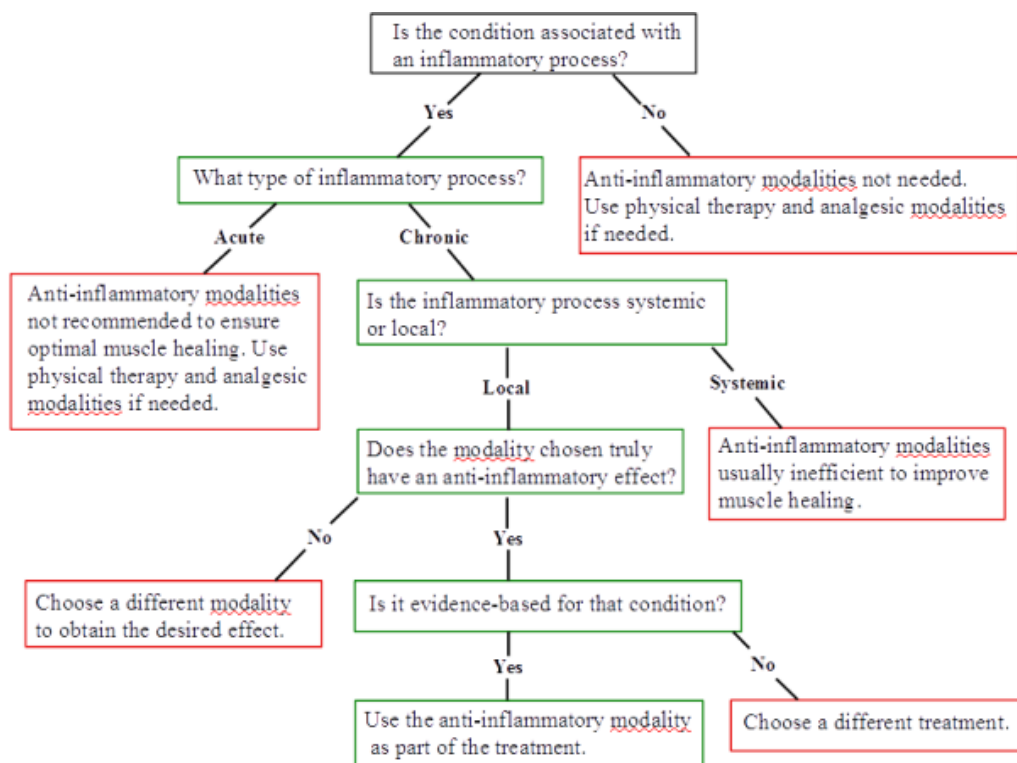 Is the condition associated with
an inflammatory process?
Yes
No
What type of inflammatory process?
Anti-inflammatory modalities not needed.
Use physical therapy and analgesic modalities
if needed.
Acute
Chronic
Anti-inflammatory modalities
not recommended to ensure
optimal muscle healing. Use
physical therapy and analgesic
modalities if needed.
Is the inflammatory process systemic
or local?
Local
Systemic
Does the modality chosen truly
have an anti-inflammatory effect?
Anti-inflammatory modalities
usually inefficient to improve
muscle healing.
No
Yes
Choose a different modality
to obtain the desired effect.
Is it evidence-based for that condition?
Yes
No
Use the anti-inflammatory modality
as part of the treatment.
Choose a different treatment.